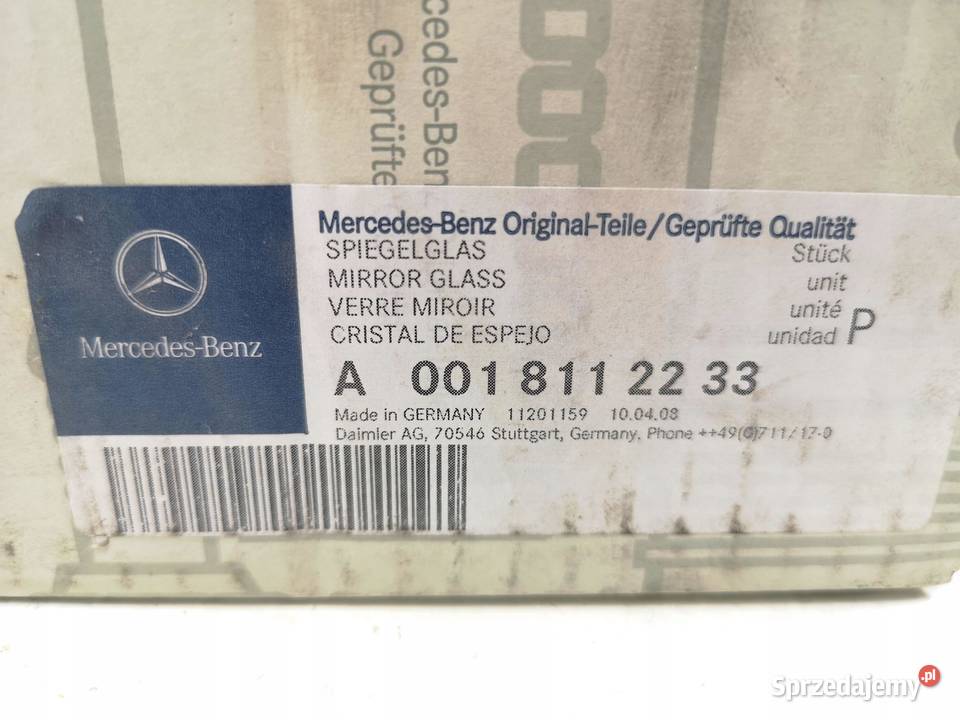 cedes-Ben
Geprüfte
Mercedes-Benz Original-Teile/Geprüfte Qualität
SPIEGELGLAS Stück
MIRROR GLASS unit
VERRE MIROIR unité
CRISTAL DE ESPEJO unidad P
Mercedes-Benz
A 001 811 22 33
Made in GERMANY 11201159 10.04.08
Daimler AG, 70546 Stuttgart, Germany, Phone ++49(0)711/17-0
Sprzedajemy.pl